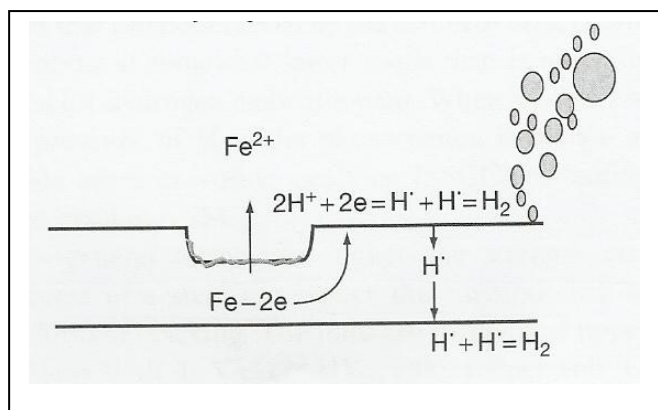 Fe²⁺
2H⁺ + 2e = H· + H· = H₂
H·
Fe – 2e
H· + H· = H₂